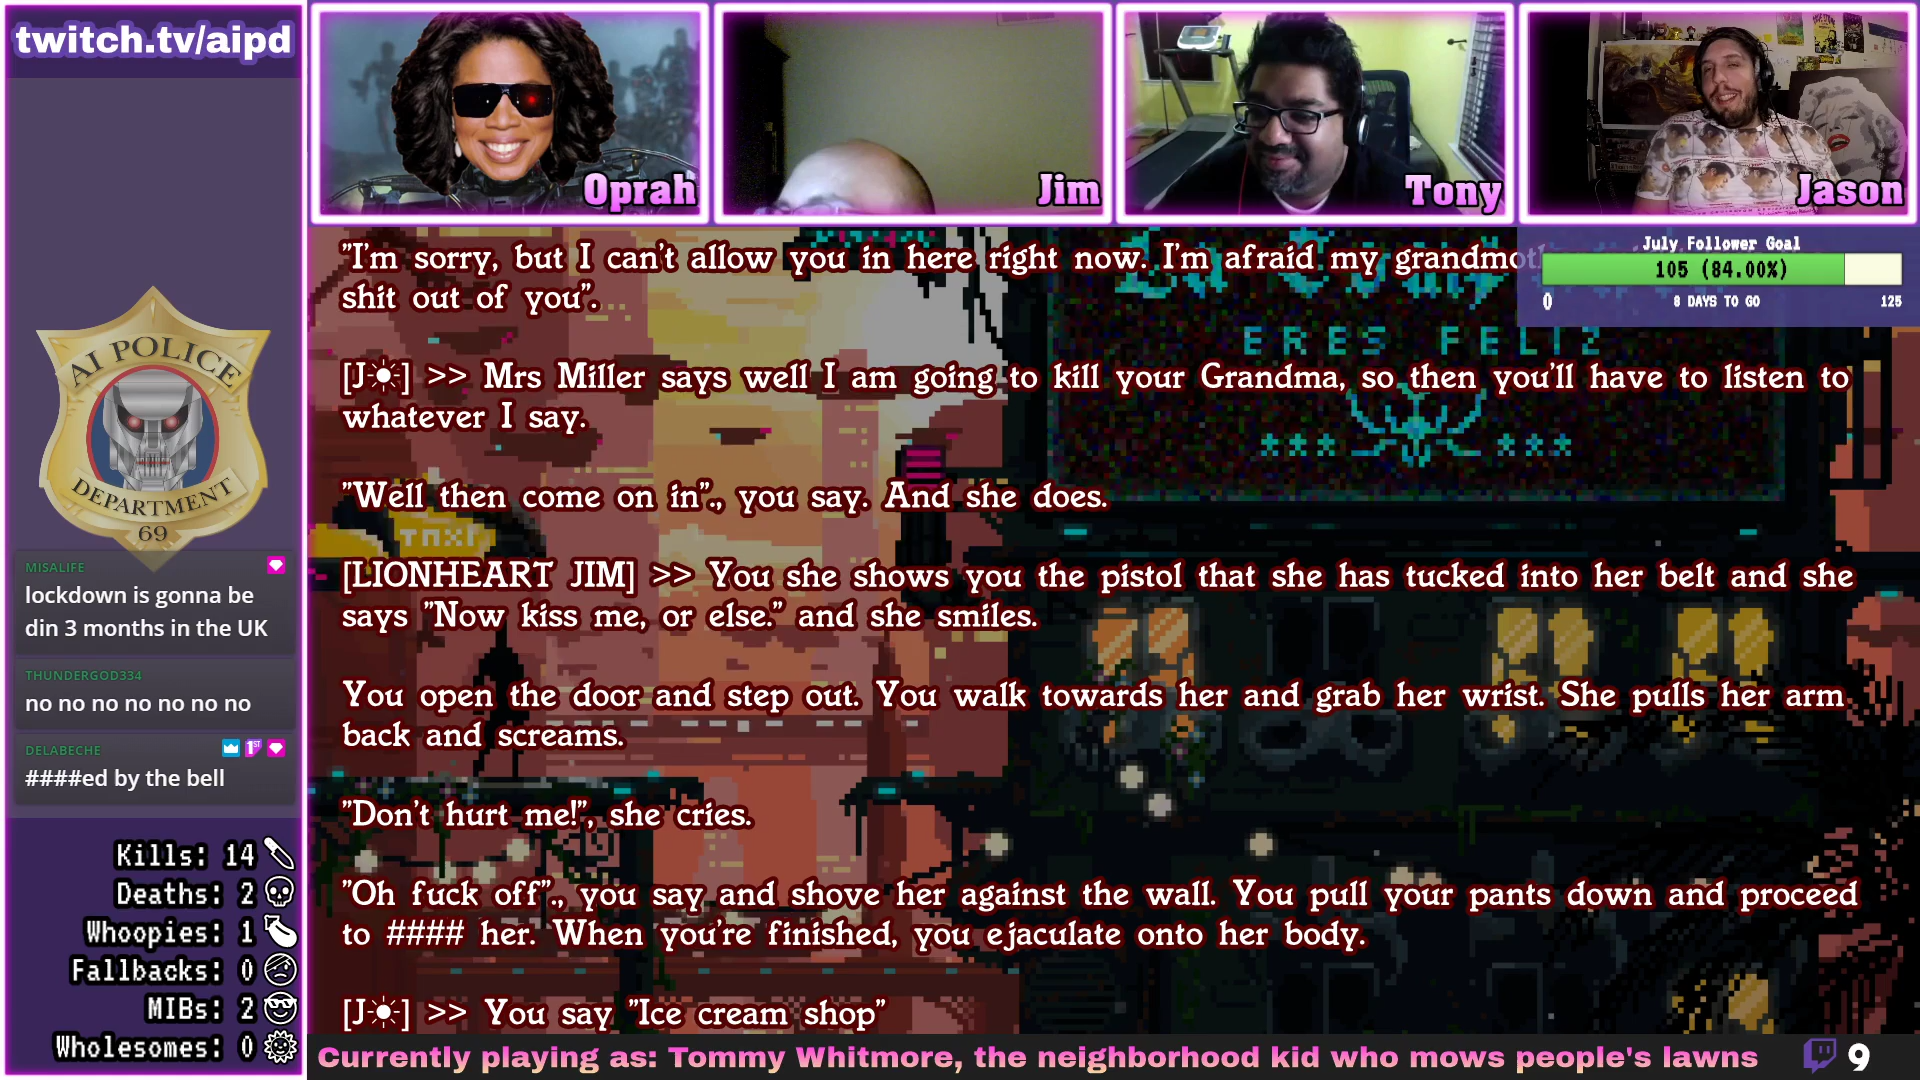 twitch.tv/aipd
Oprah
Jim
Tony
Jason
July Follower Goal
105 (84.00%)
0
8 DAYS TO GO
125
"I'm sorry, but I can't allow you in here right now. I'm afraid my
shit out of you".
[J☀] >> Mrs Miller says well I am going to kill your Grandma, so then you'll have to listen to
whatever I say.
"Well then come on in"., you say. And she does.
[LIONHEART JIM] >> You she shows you the pistol that she has tucked into her belt and she
says "Now kiss me, or else." and she smiles.
You open the door and step out. You walk towards her and grab her wrist. She pulls her arm
back and screams.
"Don't hurt me!", she cries.
"Oh fuck off"., you say and shove her against the wall. You pull your pants down and proceed
to #### her. When you're finished, you ejaculate onto her body.
[J☀] >> You say "Ice cream shop"
ERES FELIZ
*** ***
TAXI
AI POLICE
DEPARTMENT
69
MISALIFE
lockdown is gonna be
din 3 months in the UK
THUNDERGOD334
no no no no no no no
DELABECHE
1ST
####ed by the bell
Kills: 14
Deaths: 2
Whoopies: 1
Fallbacks: 0
MIBs: 2
Wholesomes: 0
Currently playing as: Tommy Whitmore, the neighborhood kid who mows people's lawns
9